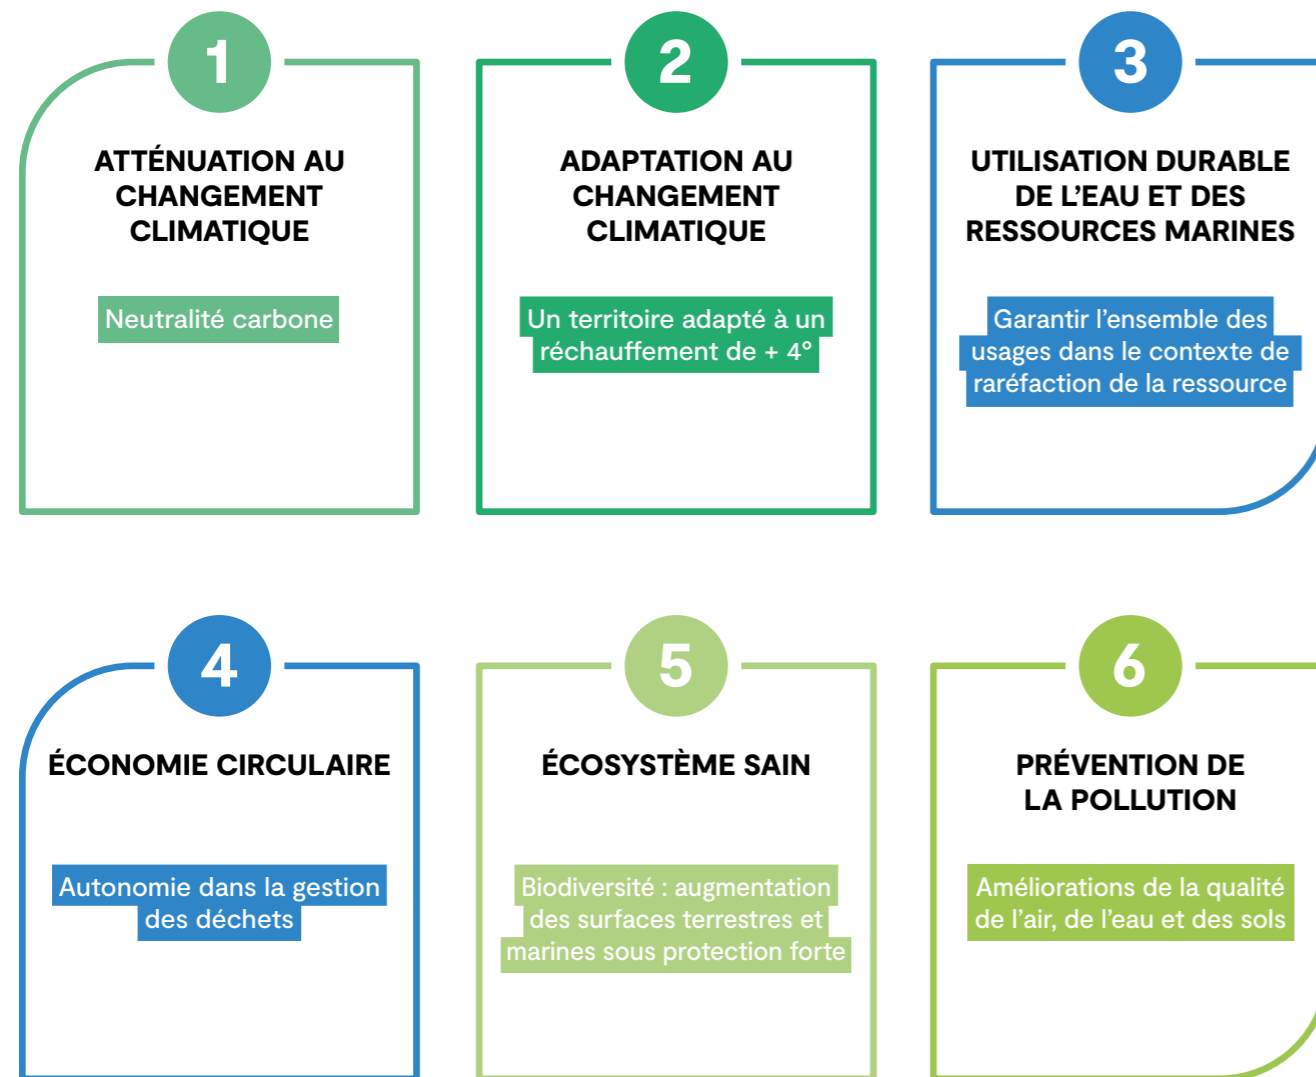 1
ATTÉNUATION AU
CHANGEMENT
CLIMATIQUE
Neutralité carbone
2
ADAPTATION AU
CHANGEMENT
CLIMATIQUE
Un territoire adapté à un
réchauffement de + 4°
3
UTILISATION DURABLE
DE L’EAU ET DES
RESSOURCES MARINES
Garantir l’ensemble des
usages dans le contexte de
raréfaction de la ressource
4
ÉCONOMIE CIRCULAIRE
Autonomie dans la gestion
des déchets
5
ÉCOSYSTÈME SAIN
Biodiversité : augmentation
des surfaces terrestres et
marines sous protection forte
6
PRÉVENTION DE
LA POLLUTION
Améliorations de la qualité
de l’air, de l’eau et des sols